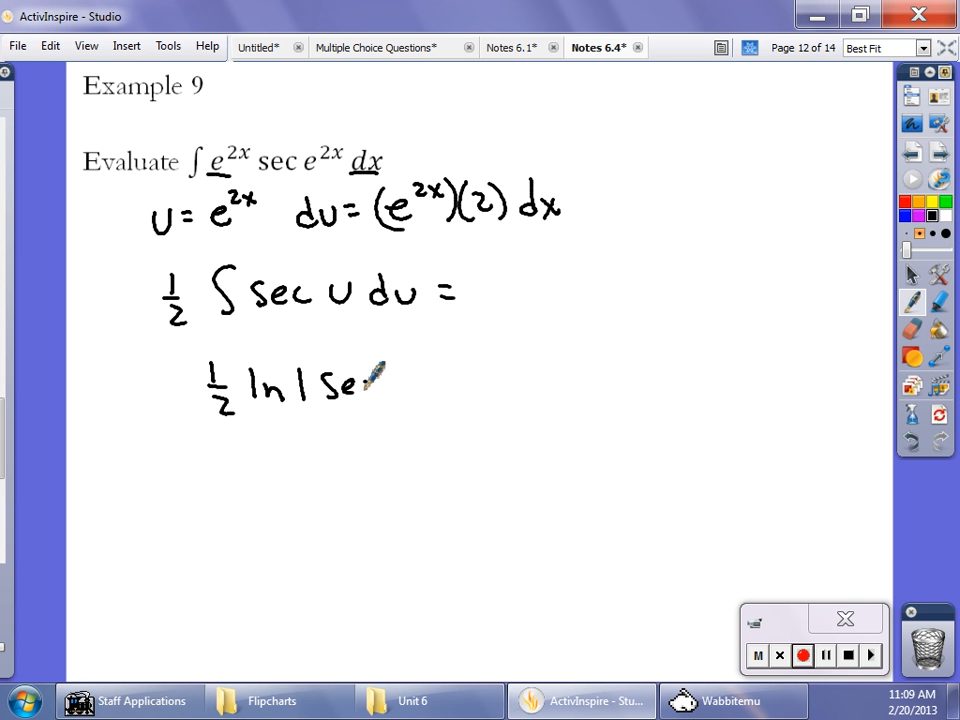 ActivInspire - Studio
File Edit View Insert Tools Help Untitled* Multiple Choice Questions* Notes 6.1* Notes 6.4* Page 12 of 14 Best Fit
Example 9
Evaluate ∫ e^{2x} sec e^{2x} dx
u = e^{2x} du = (e^{2x})(2) dx
1/2 ∫ sec u du =
1/2 ln | se
M
Staff Applications Flipcharts Unit 6 ActivInspire - Stu... Wabbitemu
11:09 AM
2/20/2013